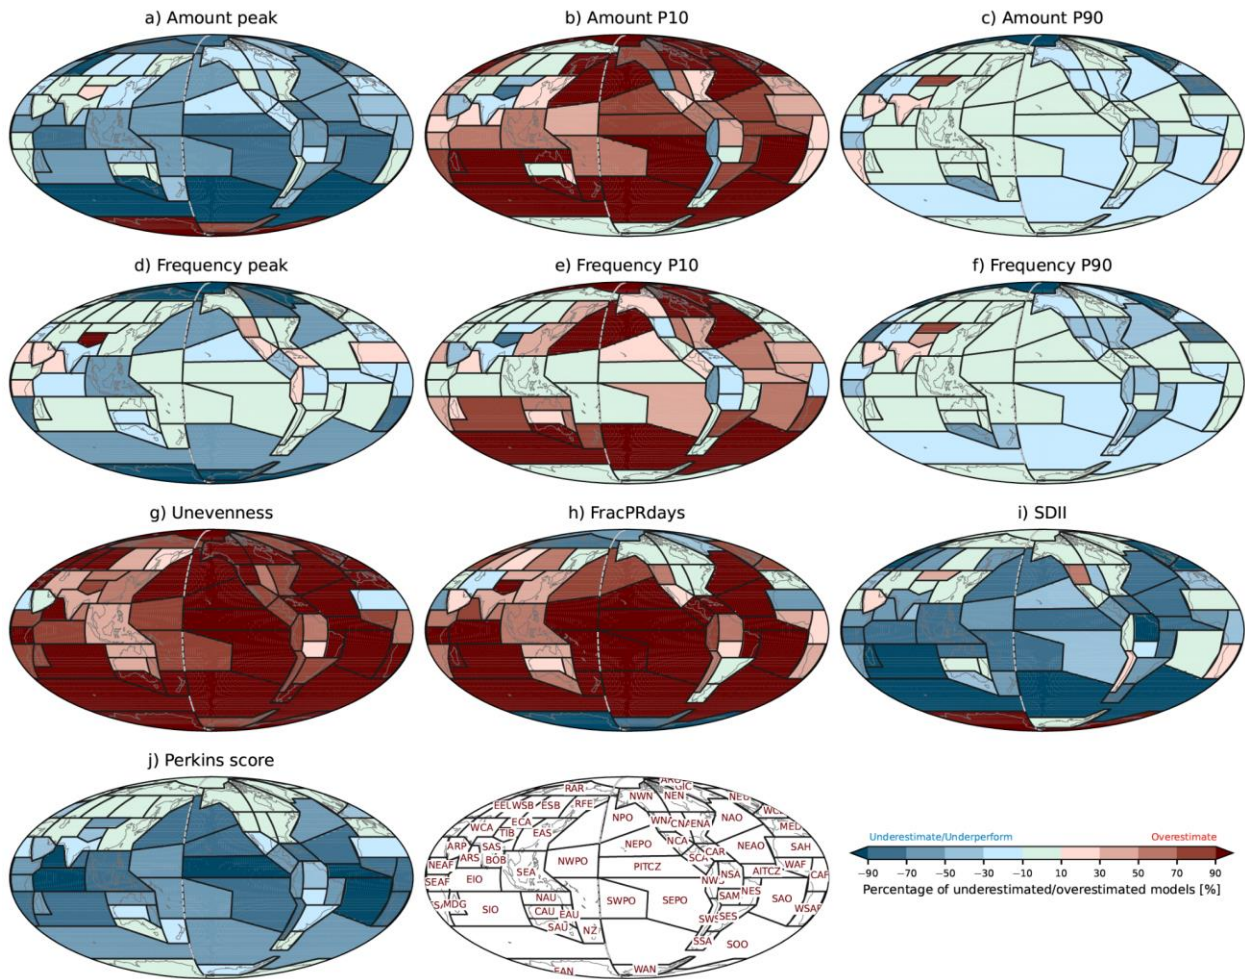 a) Amount peak
b) Amount P10
c) Amount P90
d) Frequency peak
e) Frequency P10
f) Frequency P90
g) Unevenness
h) FracPRdays
i) SDII
j) Perkins score
RAR NWN NEN GIC
EEU WSB ESB RFE
WCA ECA NPO WNA CNA ENA NAO
TIB EAS NCA MED
ARP SAS NEPO CAR NEAO SAH
ARS BOB NWPO SCA
NEAF SEA PITCZ NSA AITCZ WAF CAF
SEAF EIO NES
MDG NAU SWPO SEPO SAM SAO WSAF
SIO CAU EAU SES
SAU NZ
SSA SOO
EAN WAN
Underestimate/Underperform Overestimate
−90 −70 −50 −30 −10 10 30 50 70 90
Percentage of underestimated/overestimated models [%]